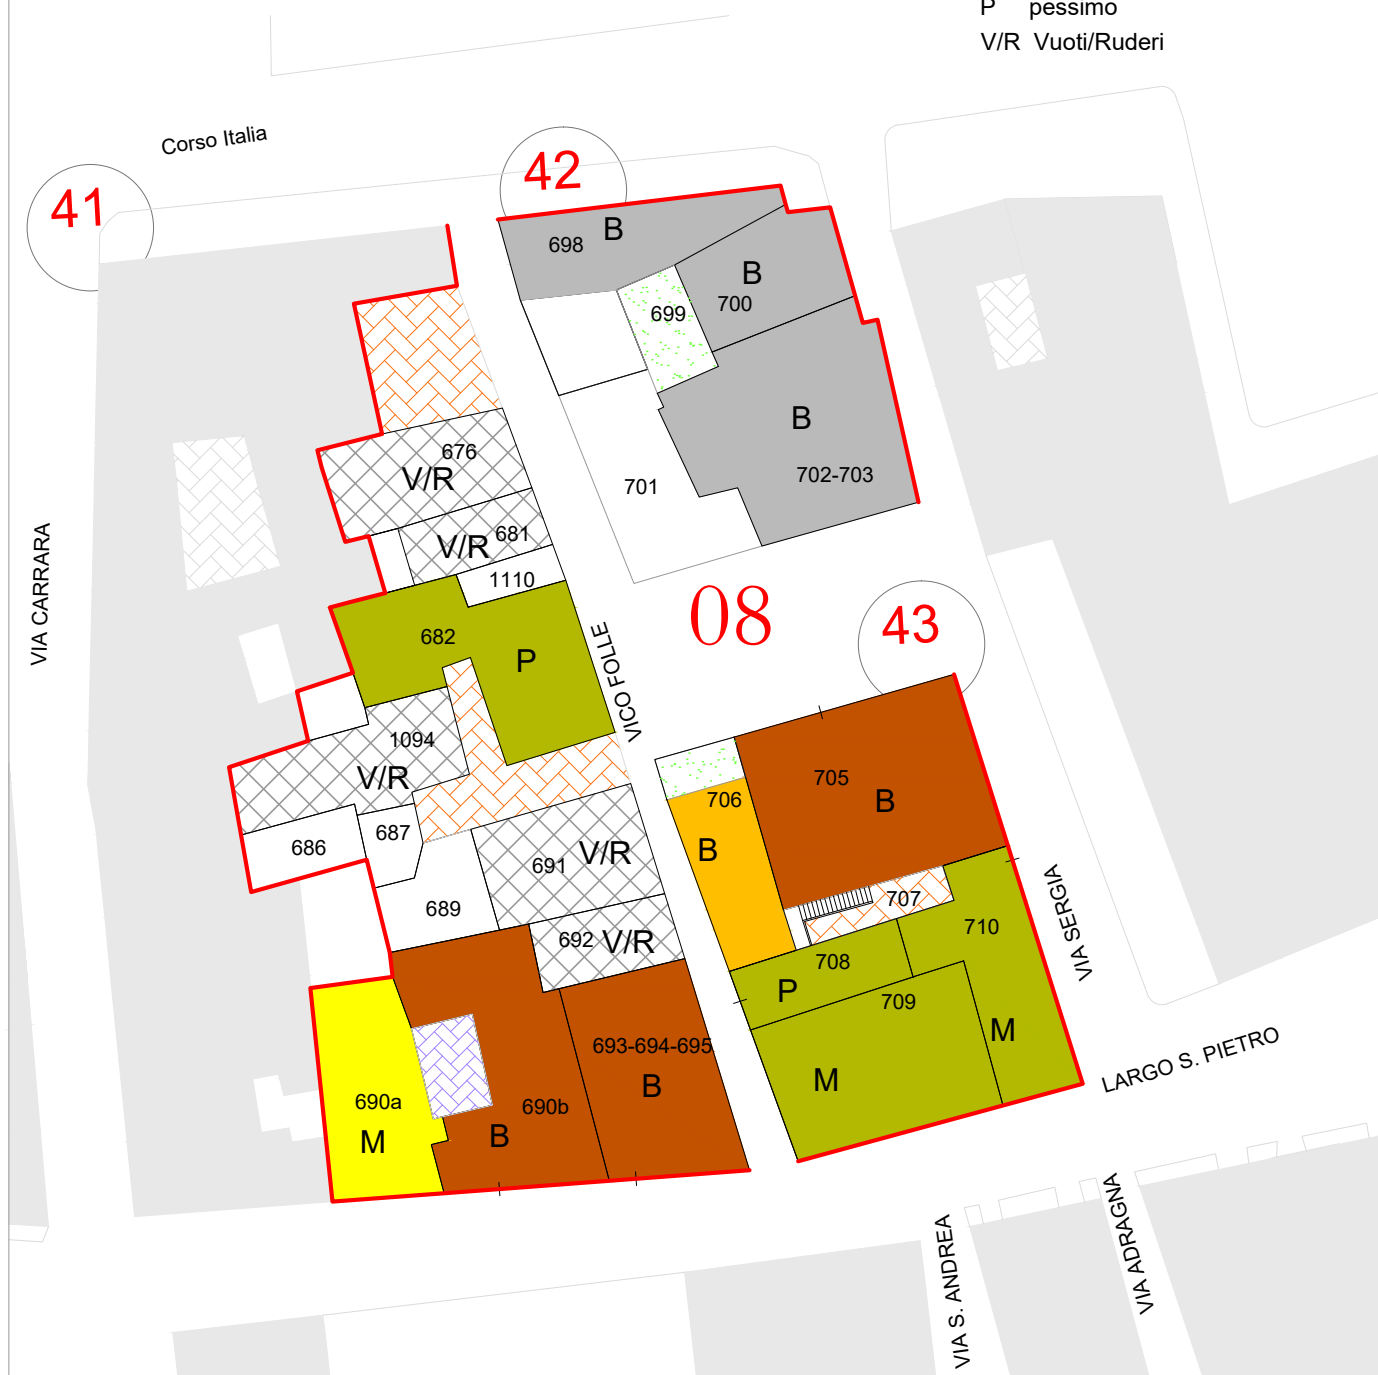 P pessimo
V/R Vuoti/Ruderi
Corso Italia
41
42
698
B
B
700
699
B
702-703
701
676
V/R
681
V/R
1110
682
P
VICO FOLLE
VIA CARRARA
08
43
1094
V/R
686
687
689
691
V/R
692
V/R
705
B
706
B
707
708
P
709
M
710
M
VIA SERGIA
690a
M
690b
B
693-694-695
B
LARGO S. PIETRO
VIA S. ANDREA
VIA ADRAGNA